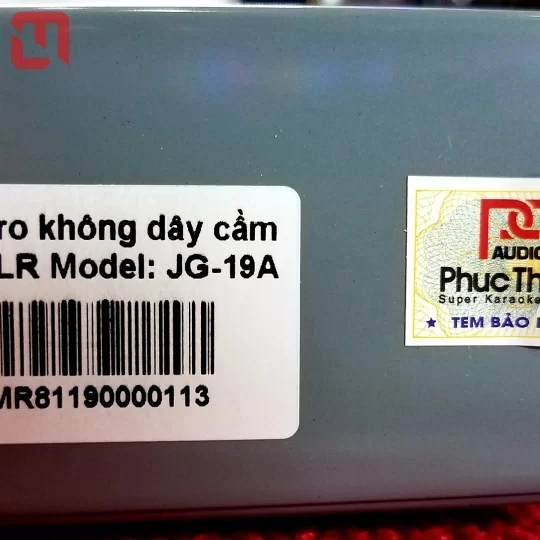 ro không dây cầm
LR Model: JG-19A
MR81190000113
AUDIO
PhucTh
Super Karaoke
★ TEM BẢO